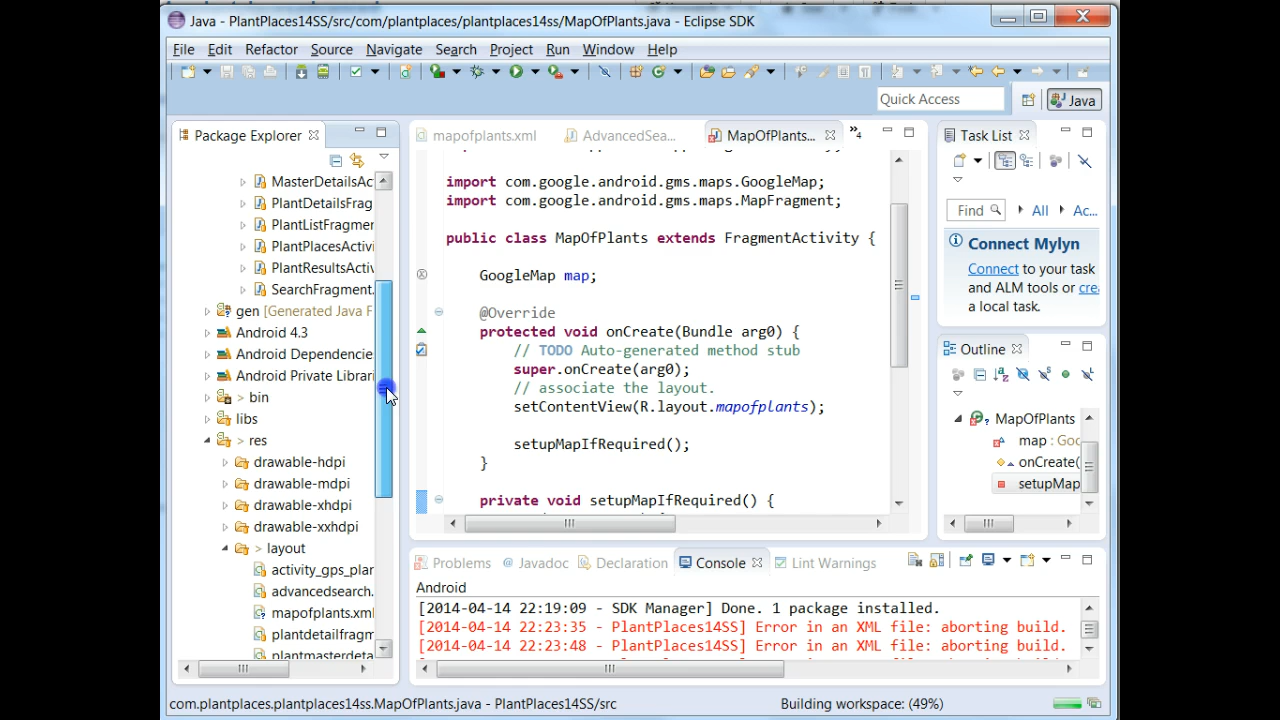 Java - PlantPlaces14SS/src/com/plantplaces/plantplaces14ss/MapOfPlants.java - Eclipse SDK
File Edit Refactor Source Navigate Search Project Run Window Help
Quick Access
Java
Package Explorer
MasterDetailsAc
PlantDetailsFrag
PlantListFragmen
PlantPlacesActivi
PlantResultsActiv
SearchFragment.
gen [Generated Java F
Android 4.3
Android Dependencie
Android Private Librari
> bin
libs
> res
drawable-hdpi
drawable-mdpi
drawable-xhdpi
drawable-xxhdpi
> layout
activity_gps_plar
advancedsearch.
mapofplants.xml
plantdetailfragm
plantmasterdeta
mapofplants.xml
AdvancedSea...
MapOfPlants...
»4
import com.google.android.gms.maps.GoogleMap;
import com.google.android.gms.maps.MapFragment;
public class MapOfPlants extends FragmentActivity {
GoogleMap map;
@Override
protected void onCreate(Bundle arg0) {
// TODO Auto-generated method stub
super.onCreate(arg0);
// associate the layout.
setContentView(R.layout.mapofplants);
setupMapIfRequired();
}
private void setupMapIfRequired() {
Task List
Find
All
Ac...
Connect Mylyn
Connect to your task
and ALM tools or cre
a local task.
Outline
MapOfPlants
map : Goo
onCreate(
setupMap
Problems
@ Javadoc
Declaration
Console
Lint Warnings
Android
[2014-04-14 22:19:09 - SDK Manager] Done. 1 package installed.
[2014-04-14 22:23:35 - PlantPlaces14SS] Error in an XML file: aborting build.
[2014-04-14 22:23:48 - PlantPlaces14SS] Error in an XML file: aborting build.
com.plantplaces.plantplaces14ss.MapOfPlants.java - PlantPlaces14SS/src
Building workspace: (49%)